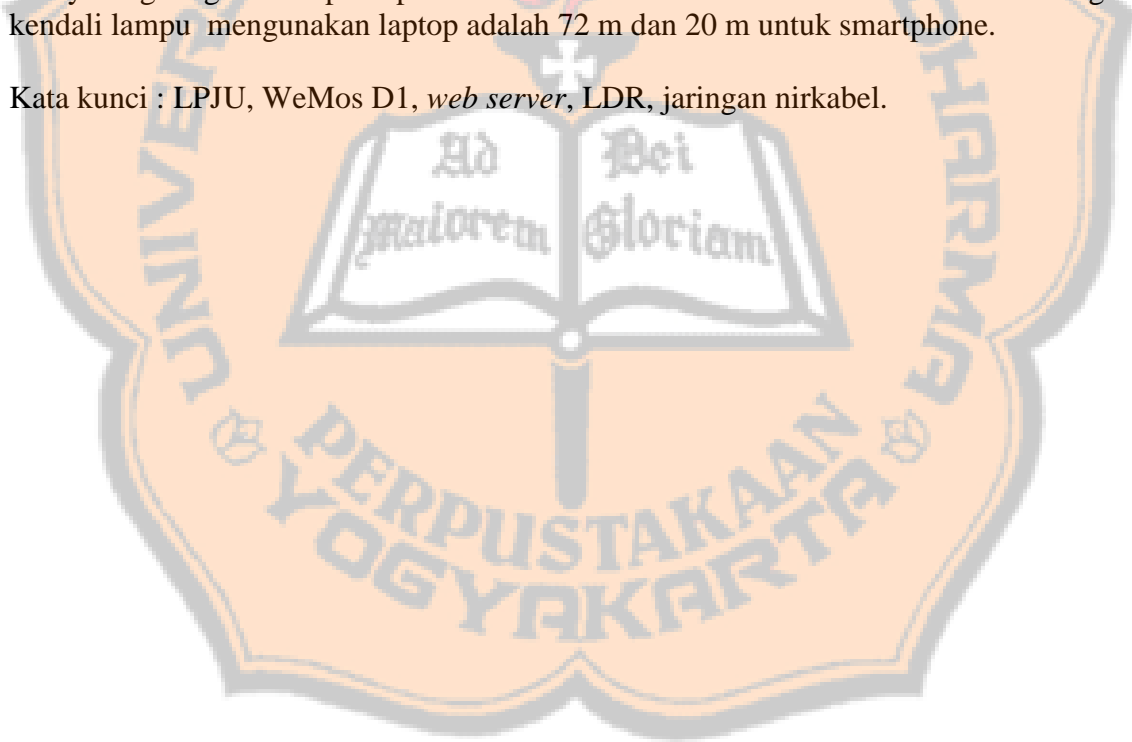 kendali lampu mengunakan laptop adalah 72 m dan 20 m untuk smartphone.
Kata kunci : LPJU, WeMos D1, web server, LDR, jaringan nirkabel.
Ad Dei
maiorem Gloriam
PERPUSTAKAAN
YOGYAKARTA